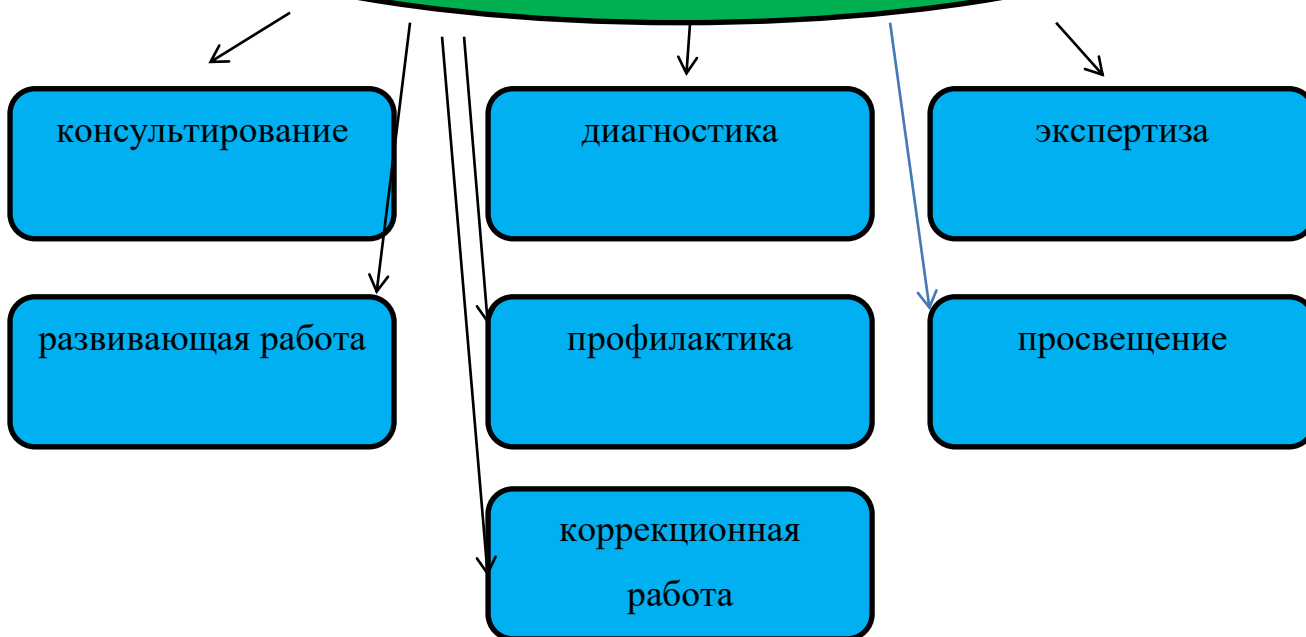 консультирование
диагностика
экспертиза
развивающая работа
профилактика
просвещение
коррекционная
работа